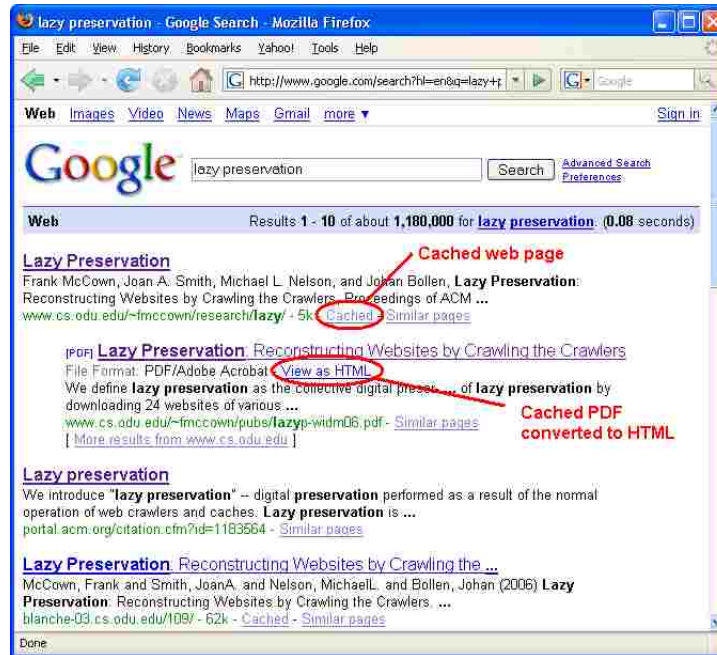 lazy preservation - Google Search - Mozilla Firefox
File Edit View History Bookmarks Yahoo! Tools Help
http://www.google.com/search?hl=en&q=lazy+p
Google
Web Images Video News Maps Gmail more ▼ Sign in
Google lazy preservation Search Advanced Search
Preferences
Web Results 1 - 10 of about 1,180,000 for lazy preservation. (0.08 seconds)
Cached web page
Lazy Preservation
Frank McCown, Joan A. Smith, Michael L. Nelson, and Johan Bollen, Lazy Preservation:
Reconstructing Websites by Crawling the Crawlers, Proceedings of ACM ...
www.cs.odu.edu/~fmccown/research/lazy/ - 5k - Cached - Similar pages
[PDF] Lazy Preservation: Reconstructing Websites by Crawling the Crawlers
File Format: PDF/Adobe Acrobat - View as HTML
We define lazy preservation as the collective digital preser- ... of lazy preservation by
downloading 24 websites of various ...
www.cs.odu.edu/~fmccown/pubs/lazyp-widm06.pdf - Similar pages
[ More results from www.cs.odu.edu ]
Cached PDF
converted to HTML
Lazy preservation
We introduce "lazy preservation" -- digital preservation performed as a result of the normal
operation of web crawlers and caches. Lazy preservation is ...
portal.acm.org/citation.cfm?id=1183564 - Similar pages
Lazy Preservation: Reconstructing Websites by Crawling the ...
McCown, Frank and Smith, JoanA. and Nelson, MichaelL. and Bollen, Johan (2006) Lazy
Preservation: Reconstructing Websites by Crawling the Crawlers. ...
blanche-03.cs.odu.edu/109/ - 62k - Cached - Similar pages
Done